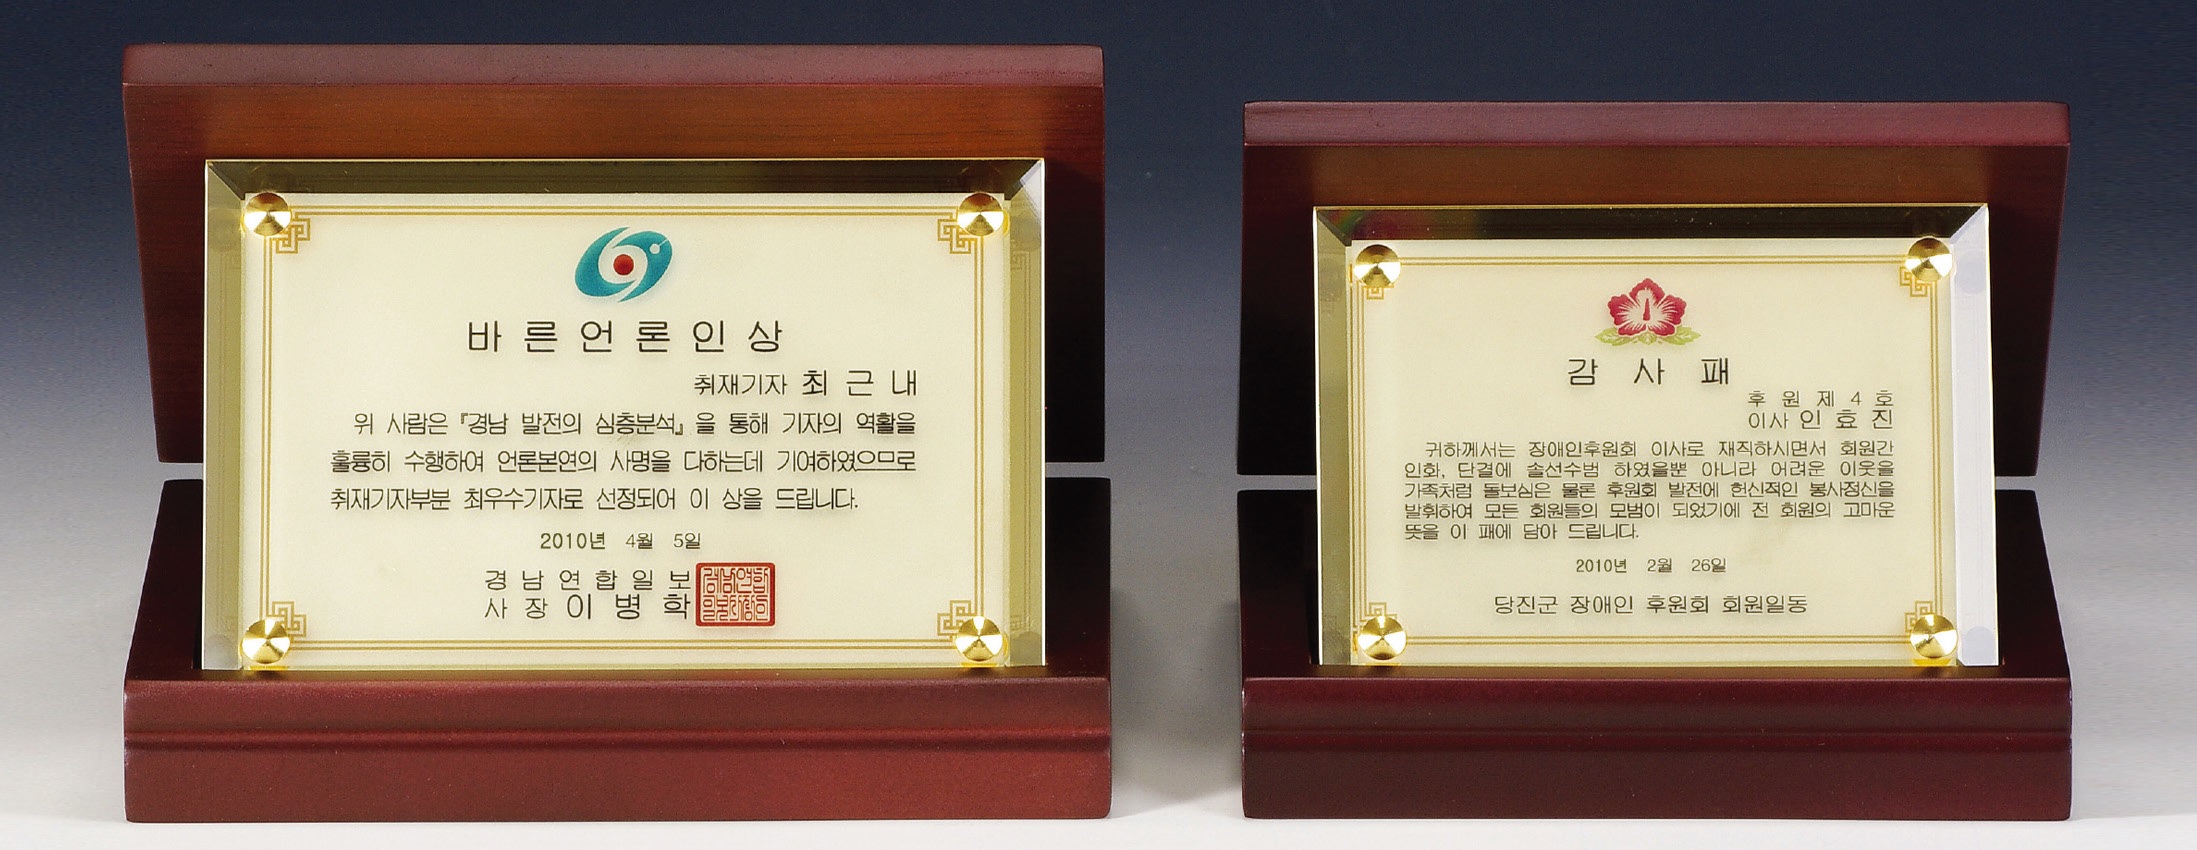 바른언론인상
취재기자 최근내
위 사람은 『경남 발전의 심층분석』을 통해 기자의 역활을
훌륭히 수행하여 언론본연의 사명을 다하는데 기여하였으므로
취재기자부분 최우수기자로 선정되어 이 상을 드립니다.
2010년 4월 5일
경남연합일보
사장 이병학
감사패
후원 제 4 호
이사 인효진
귀하께서는 장애인후원회 이사로 재직하시면서 회원간
인화, 단결에 솔선수범 하였을뿐 아니라 어려운 이웃을
가족처럼 돌보심은 물론 후원회 발전에 헌신적인 봉사정신을
발휘하여 모든 회원들의 모범이 되었기에 전 회원의 고마운
뜻을 이 패에 담아 드립니다.
2010년 2월 26일
당진군 장애인 후원회 회원일동